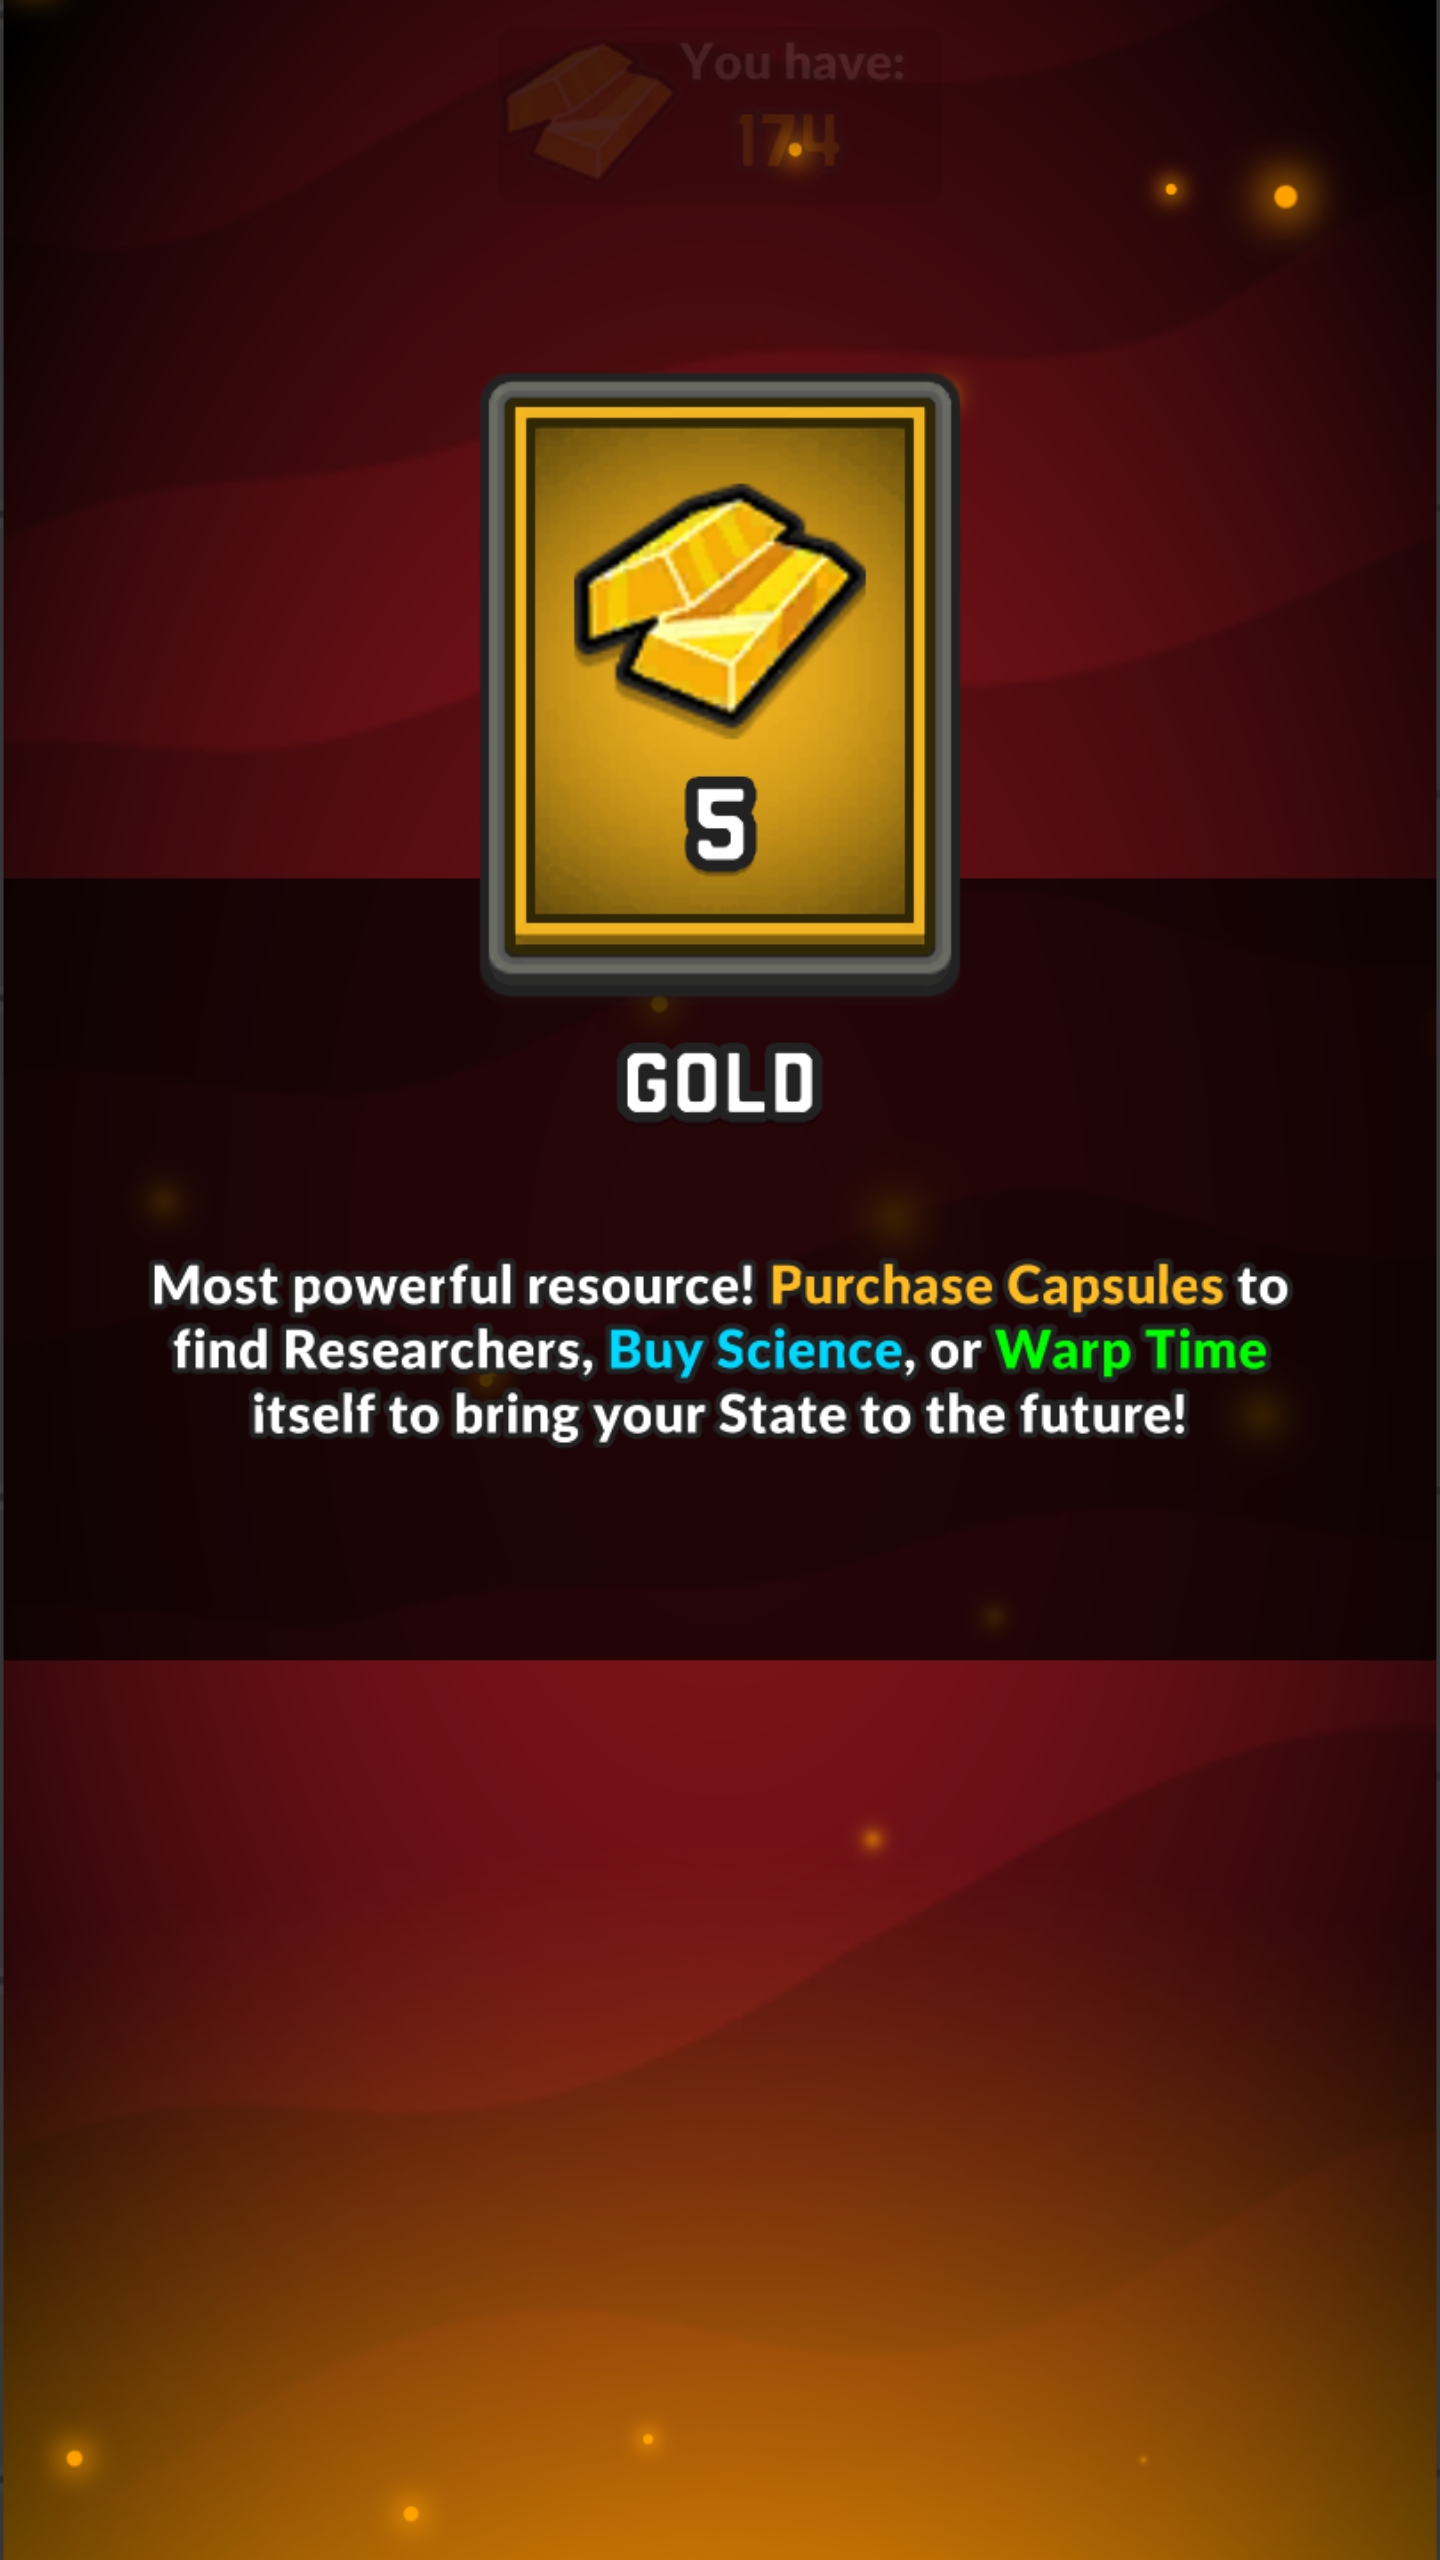 You have:
174
5
GOLD
Most powerful resource! Purchase Capsules to
find Researchers, Buy Science, or Warp Time
itself to bring your State to the future!